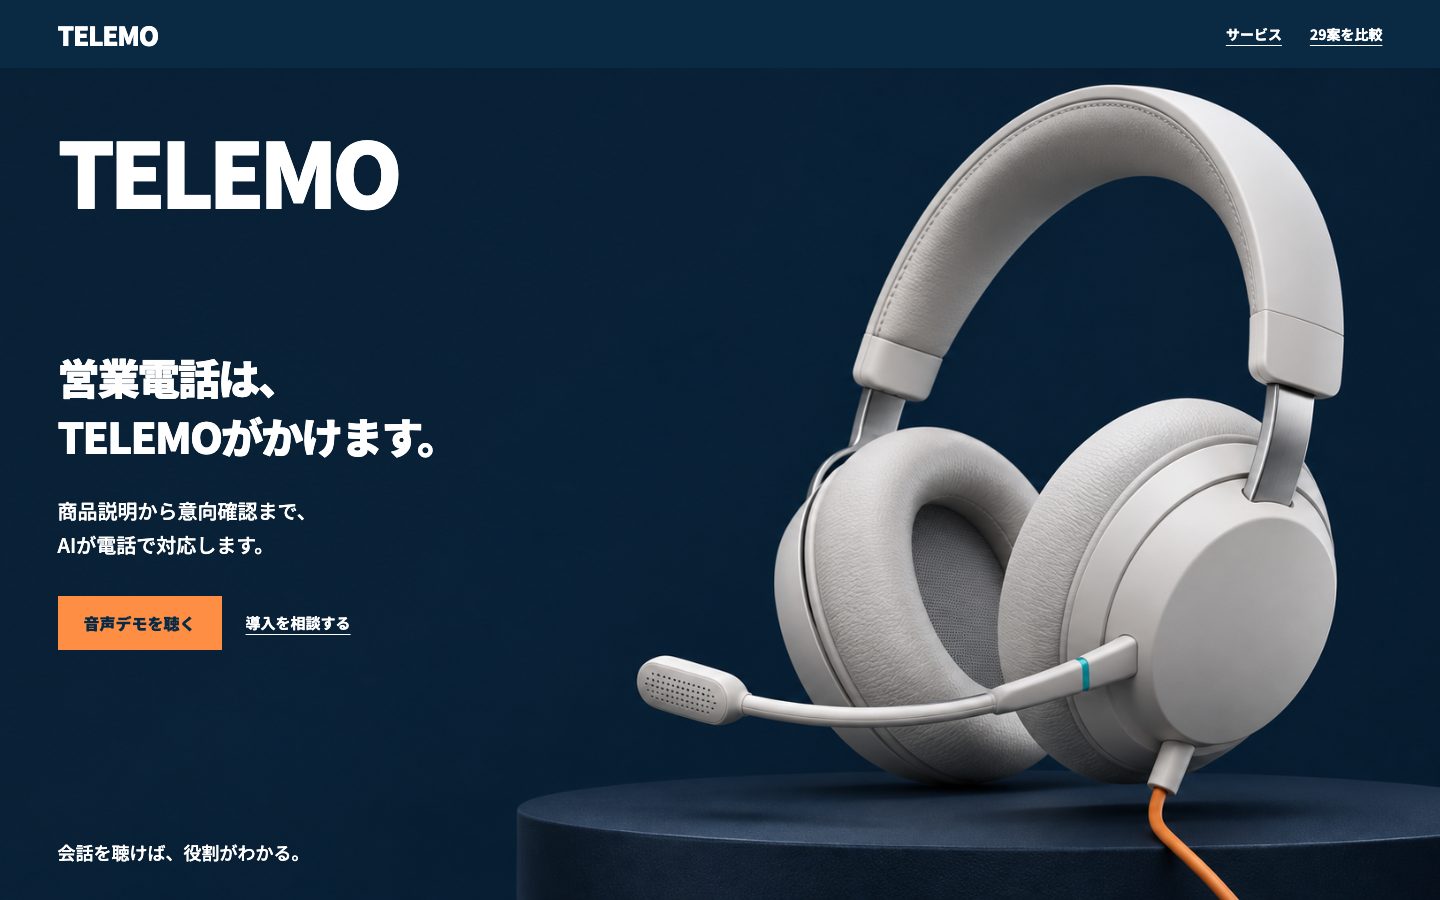 TELEMO
サービス
29案を比較
TELEMO
営業電話は、
TELEMOがかけます。
商品説明から意向確認まで、
AIが電話で対応します。
音声デモを聴く
導入を相談する
会話を聴けば、役割がわかる。